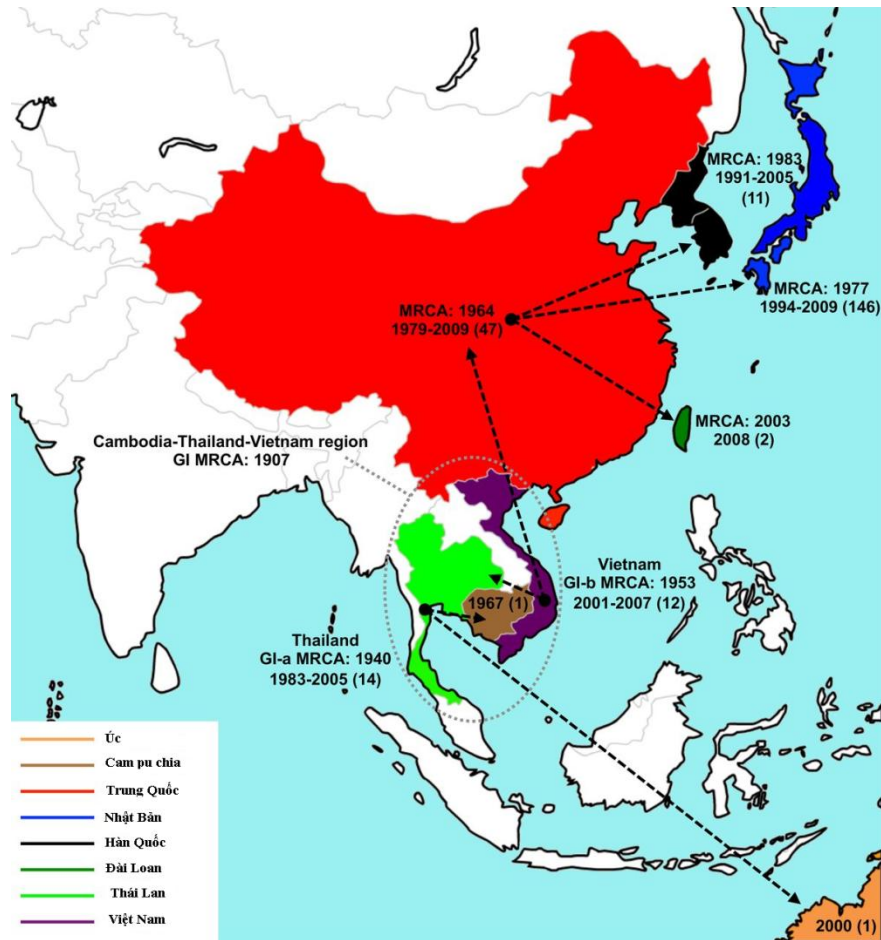 MRCA: 1983
1991-2005
(11)
MRCA: 1977
1994-2009 (146)
MRCA: 1964
1979-2009 (47)
MRCA: 2003
2008 (2)
Cambodia-Thailand-Vietnam region
GI MRCA: 1907
Vietnam
GI-b MRCA: 1953
2001-2007 (12)
1967 (1)
Thailand
GI-a MRCA: 1940
1983-2005 (14)
Úc
Cam pu chia
Trung Quốc
Nhật Bản
Hàn Quốc
Đài Loan
Thái Lan
Việt Nam
2000 (1)